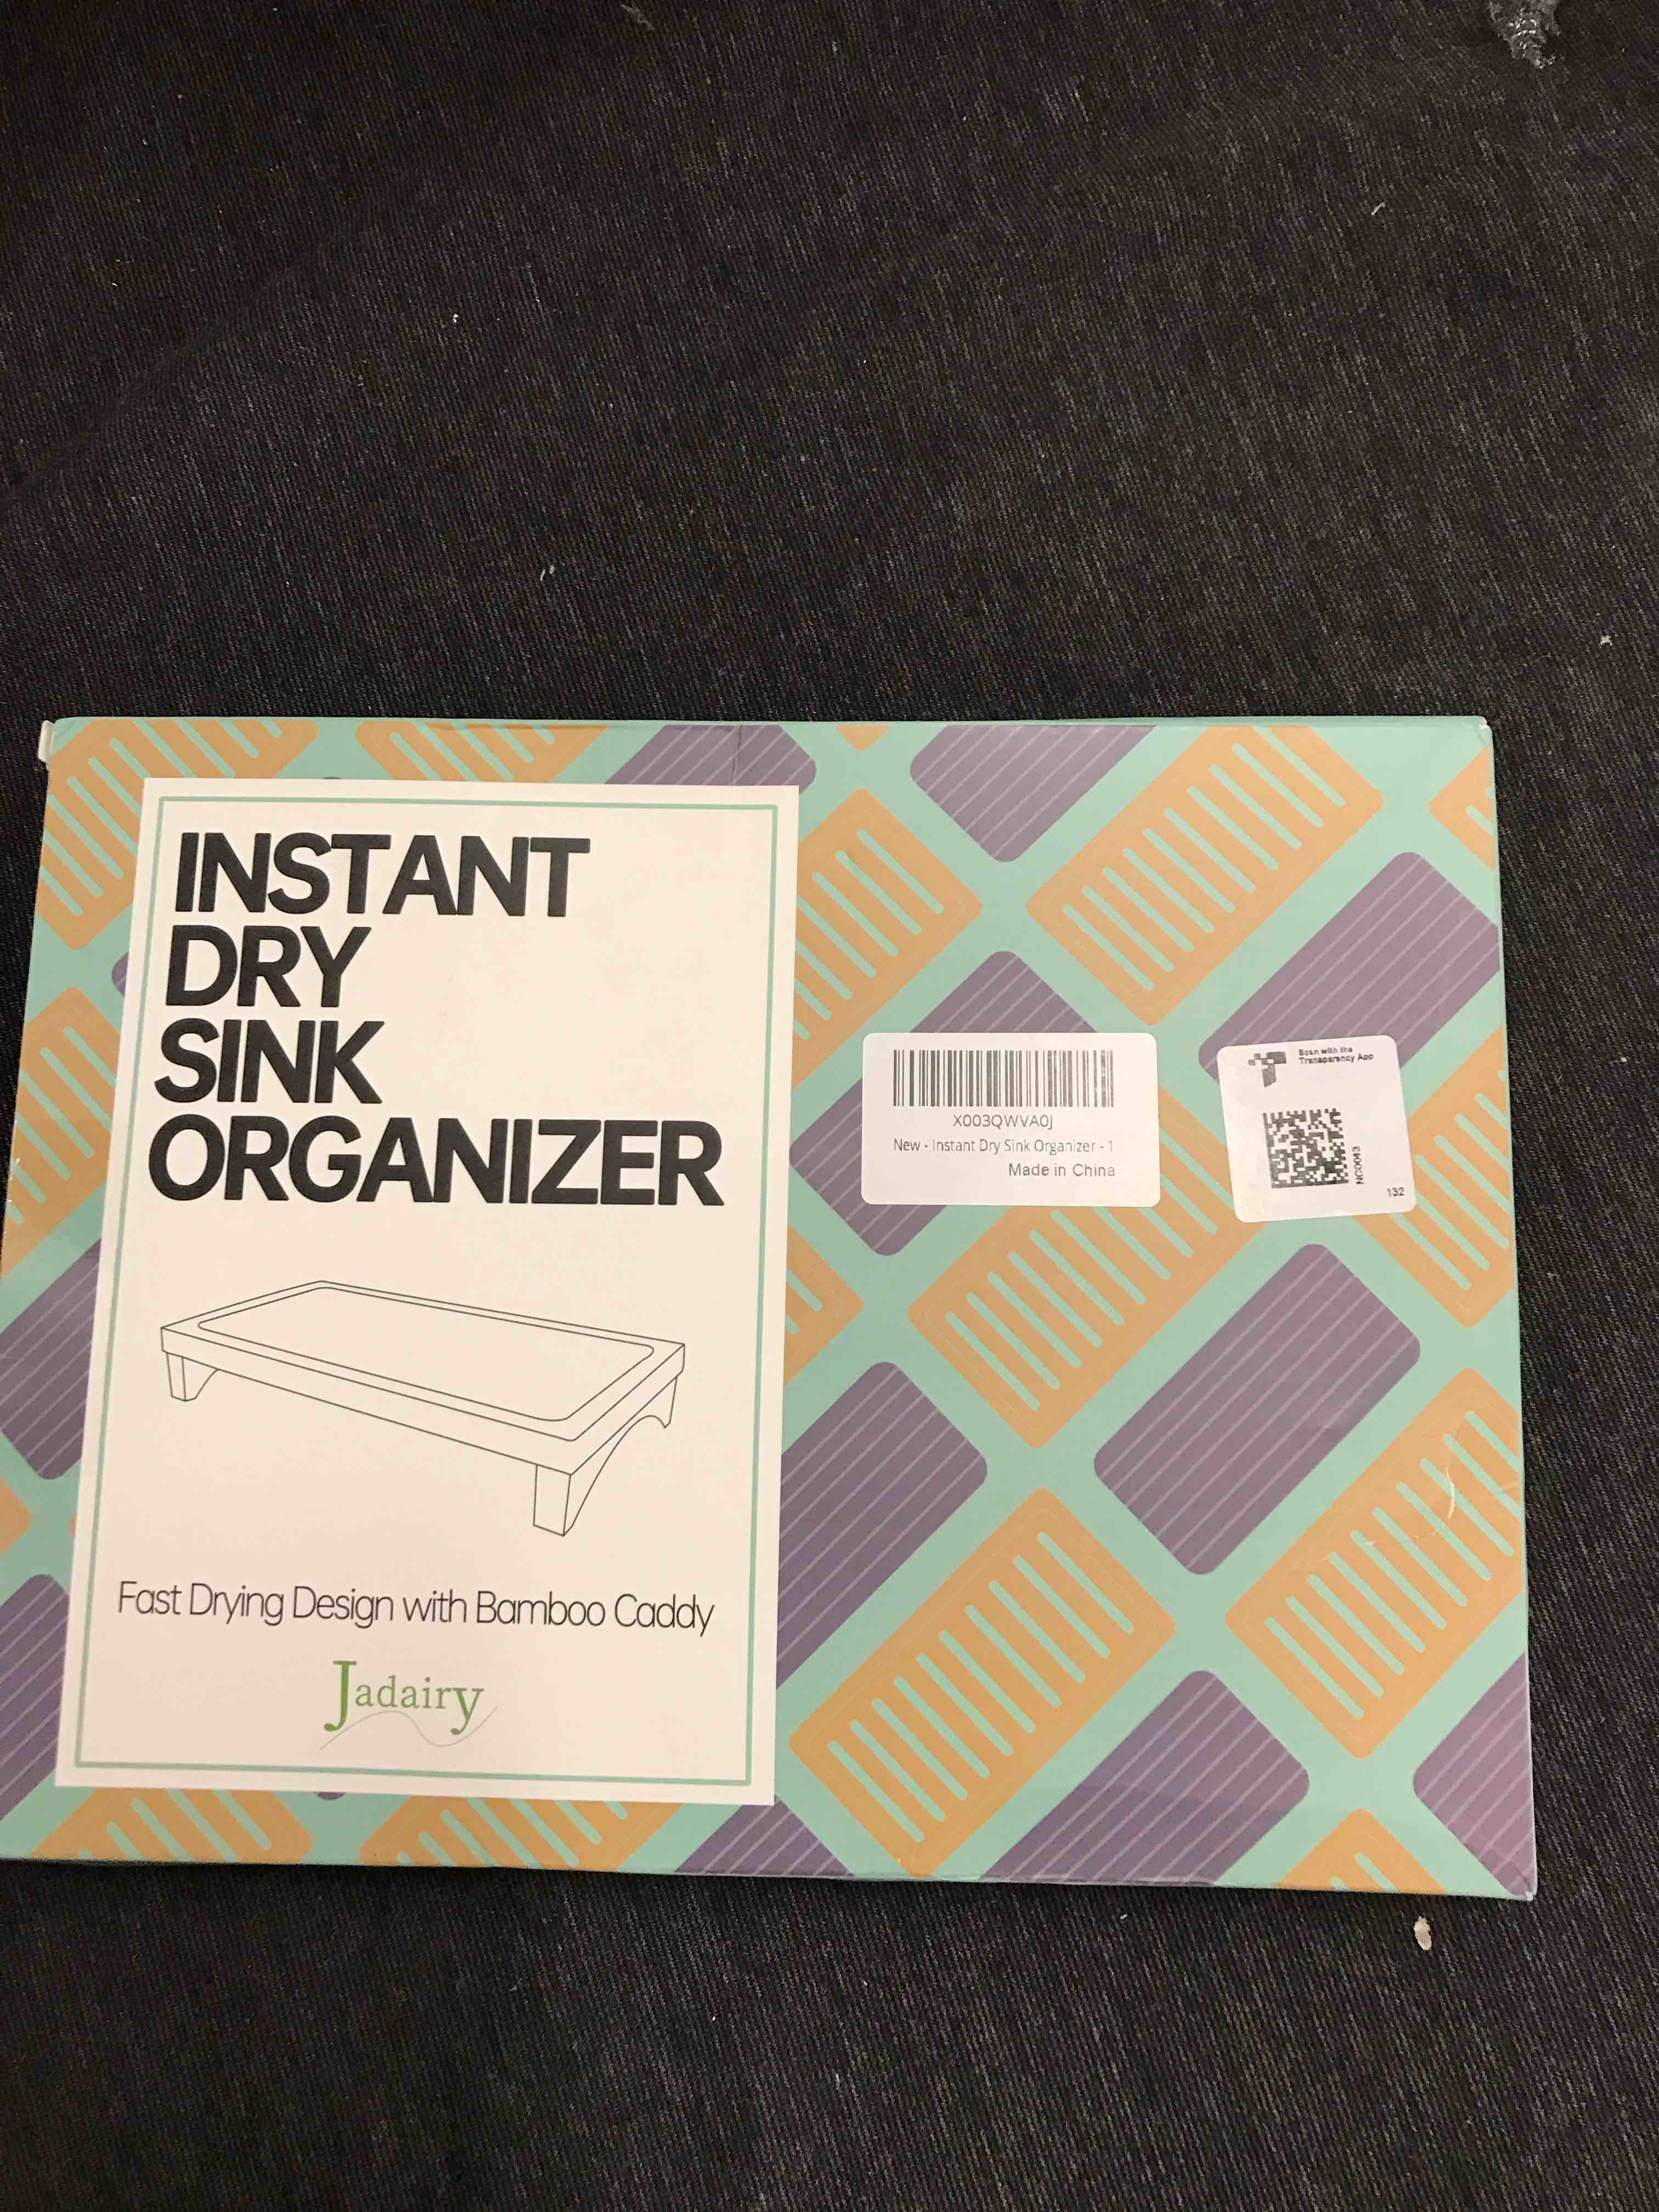 INSTANT
DRY
SINK
ORGANIZER
Fast Drying Design with Bamboo Caddy
Jadairy
X003QWVA0J
New - Instant Dry Sink Organizer - 1
Made in China
Scan with the
Transparency App
NC0043
132